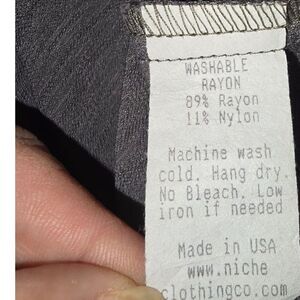 WASHABLE
RAYON
89% Rayon
11% Nylon
Machine wash
cold. Hang dry.
No Bleach. Low
iron if needed
Made in USA
www.niche
clothingco.com